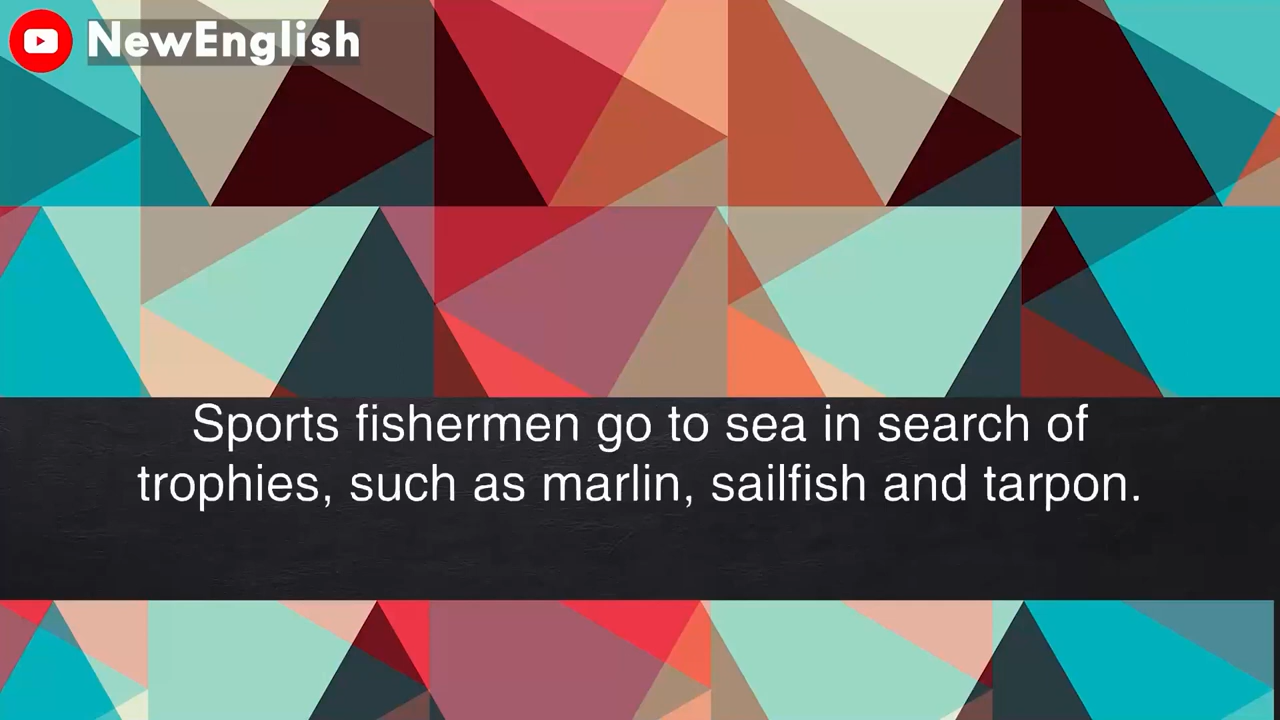 NewEnglish
Sports fishermen go to sea in search of
trophies, such as marlin, sailfish and tarpon.